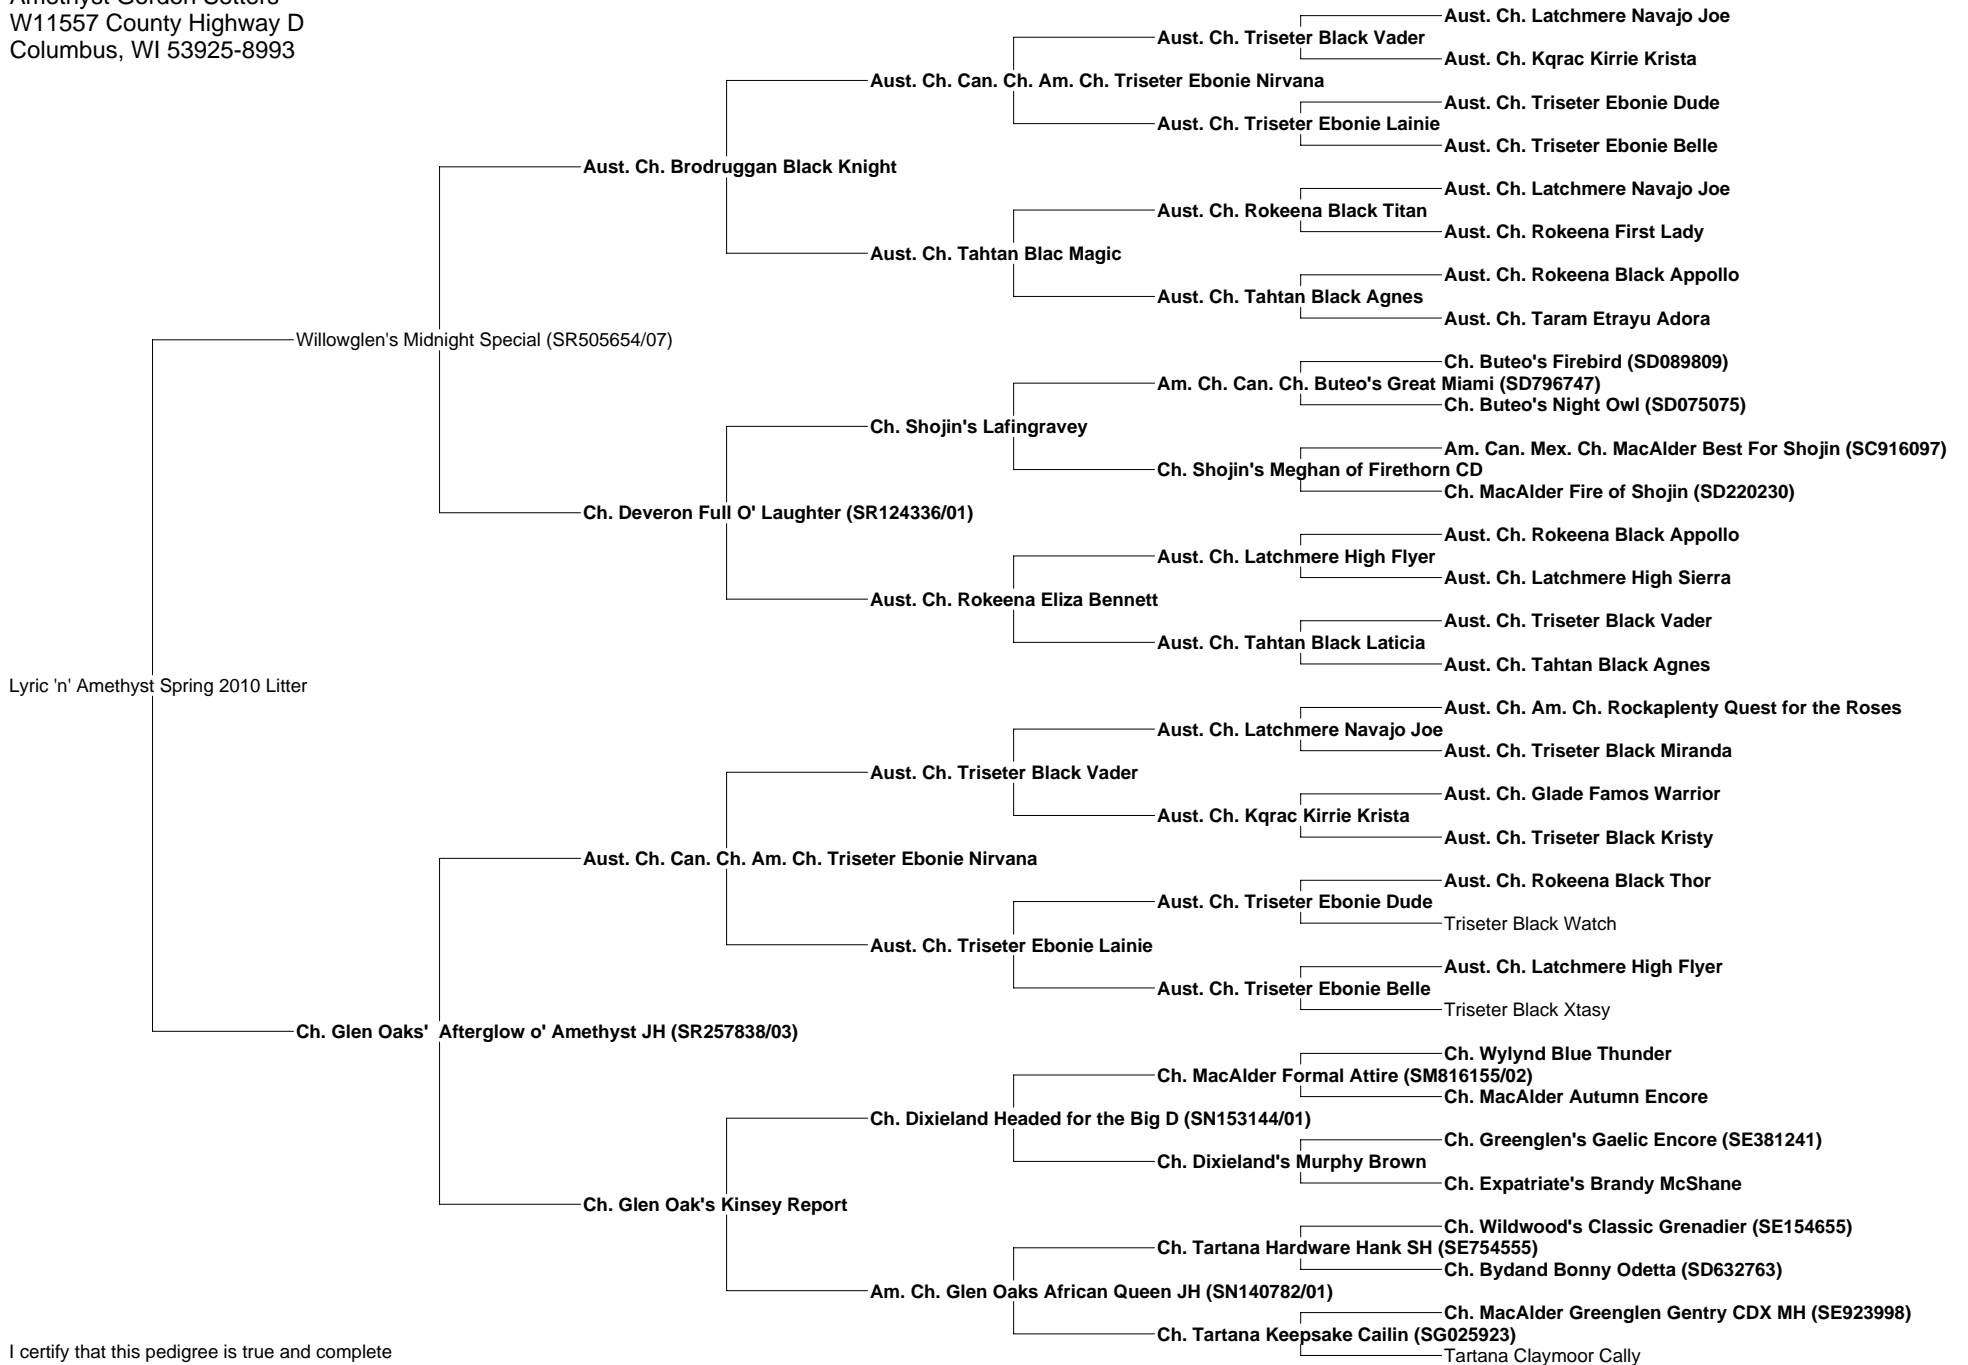 Amethyst Gordon Setters
W11557 County Highway D
Columbus, WI 53925-8993
Aust. Ch. Latchmere Navajo Joe
Aust. Ch. Triseter Black Vader
Aust. Ch. Kqrac Kirrie Krista
Aust. Ch. Can. Ch. Am. Ch. Triseter Ebonie Nirvana
Aust. Ch. Triseter Ebonie Dude
Aust. Ch. Triseter Ebonie Lainie
Aust. Ch. Triseter Ebonie Belle
Aust. Ch. Brodruggan Black Knight
Aust. Ch. Latchmere Navajo Joe
Aust. Ch. Rokeena Black Titan
Aust. Ch. Rokeena First Lady
Aust. Ch. Tahtan Blac Magic
Aust. Ch. Rokeena Black Appollo
Aust. Ch. Tahtan Black Agnes
Aust. Ch. Taram Etrayu Adora
Willowglen's Midnight Special (SR505654/07)
Ch. Buteo's Firebird (SD089809)
Am. Ch. Can. Ch. Buteo's Great Miami (SD796747)
Ch. Buteo's Night Owl (SD075075)
Ch. Shojin's Lafingravey
Am. Can. Mex. Ch. MacAlder Best For Shojin (SC916097)
Ch. Shojin's Meghan of Firethorn CD
Ch. MacAlder Fire of Shojin (SD220230)
Ch. Deveron Full O' Laughter (SR124336/01)
Aust. Ch. Rokeena Black Appollo
Aust. Ch. Latchmere High Flyer
Aust. Ch. Latchmere High Sierra
Aust. Ch. Rokeena Eliza Bennett
Aust. Ch. Triseter Black Vader
Aust. Ch. Tahtan Black Laticia
Aust. Ch. Tahtan Black Agnes
Lyric 'n' Amethyst Spring 2010 Litter
Aust. Ch. Am. Ch. Rockaplenty Quest for the Roses
Aust. Ch. Latchmere Navajo Joe
Aust. Ch. Triseter Black Miranda
Aust. Ch. Triseter Black Vader
Aust. Ch. Glade Famos Warrior
Aust. Ch. Kqrac Kirrie Krista
Aust. Ch. Triseter Black Kristy
Aust. Ch. Can. Ch. Am. Ch. Triseter Ebonie Nirvana
Aust. Ch. Rokeena Black Thor
Aust. Ch. Triseter Ebonie Dude
Triseter Black Watch
Aust. Ch. Triseter Ebonie Lainie
Aust. Ch. Latchmere High Flyer
Aust. Ch. Triseter Ebonie Belle
Triseter Black Xtasy
Ch. Glen Oaks' Afterglow o' Amethyst JH (SR257838/03)
Ch. Wylynd Blue Thunder
Ch. MacAlder Formal Attire (SM816155/02)
Ch. MacAlder Autumn Encore
Ch. Dixieland Headed for the Big D (SN153144/01)
Ch. Greenglen's Gaelic Encore (SE381241)
Ch. Dixieland's Murphy Brown
Ch. Expatriate's Brandy McShane
Ch. Glen Oak's Kinsey Report
Ch. Wildwood's Classic Grenadier (SE154655)
Ch. Tartana Hardware Hank SH (SE754555)
Ch. Bydand Bonny Odetta (SD632763)
Am. Ch. Glen Oaks African Queen JH (SN140782/01)
Ch. MacAlder Greenglen Gentry CDX MH (SE923998)
Ch. Tartana Keepsake Cailin (SG025923)
Tartana Claymoor Cally
I certify that this pedigree is true and complete